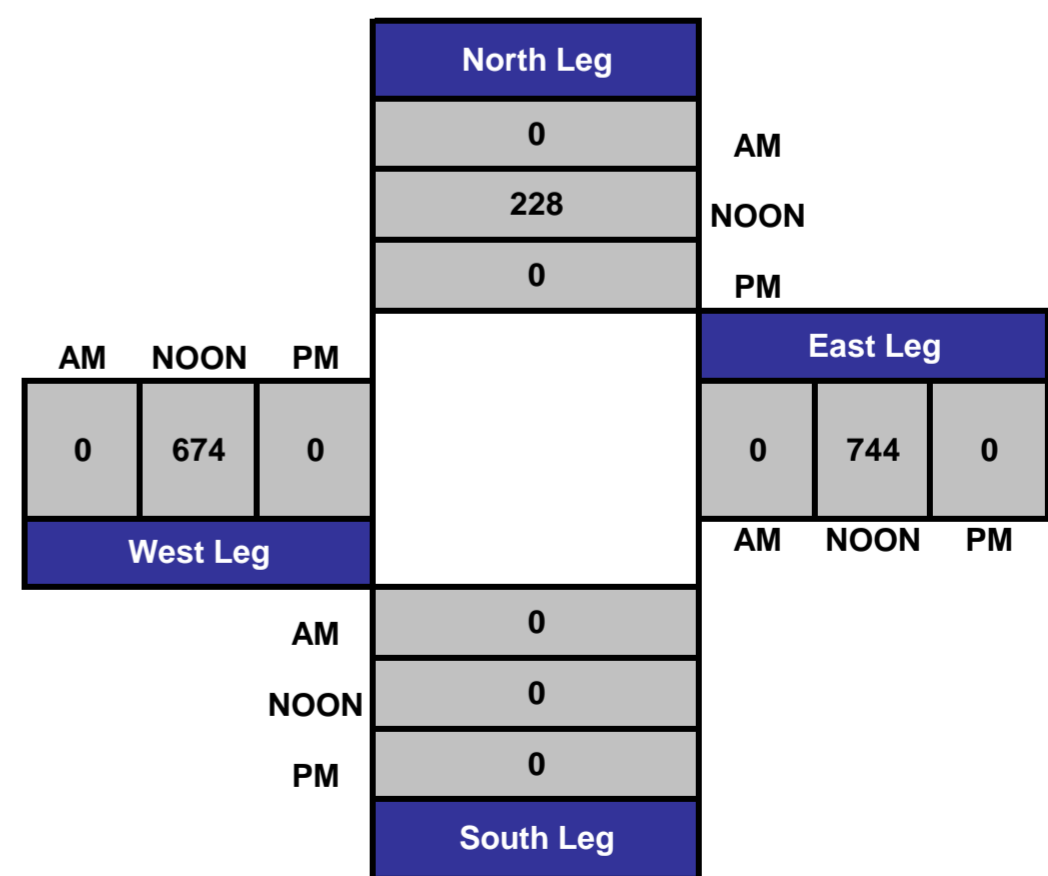 North Leg
0 AM
228 NOON
0 PM
East Leg
AM NOON PM
0 674 0
0 744 0
West Leg
AM NOON PM
AM 0
NOON 0
PM 0
South Leg